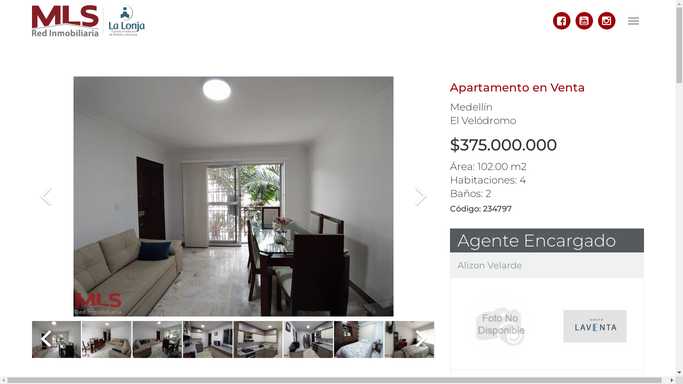 MLS
Red Inmobiliaria
La Lonja
Apartamento en Venta
Medellín
El Velódromo
$375.000.000
Área: 102.00 m2
Habitaciones: 4
Baños: 2
Código: 234797
Agente Encargado
Alizon Velarde
Foto No
Disponible
LAVENTA
MLS
Red Inmobiliaria